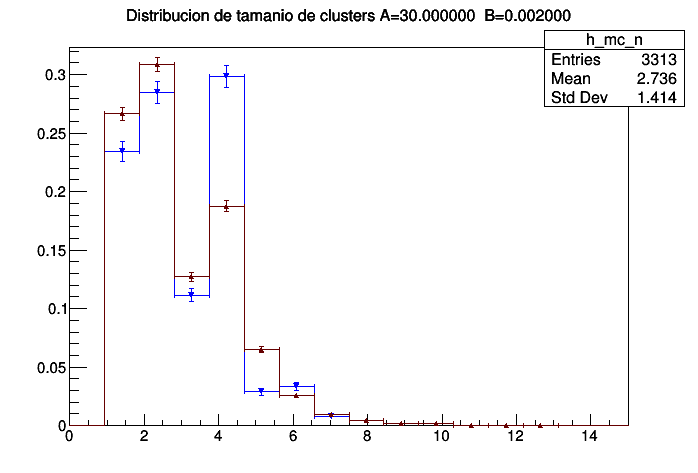 Distribucion de tamanio de clusters A=30.000000 B=0.002000
h_mc_n
Entries 3313
Mean 2.736
Std Dev 1.414
0.3
0.25
0.2
0.15
0.1
0.05
0
0 2 4 6 8 10 12 14